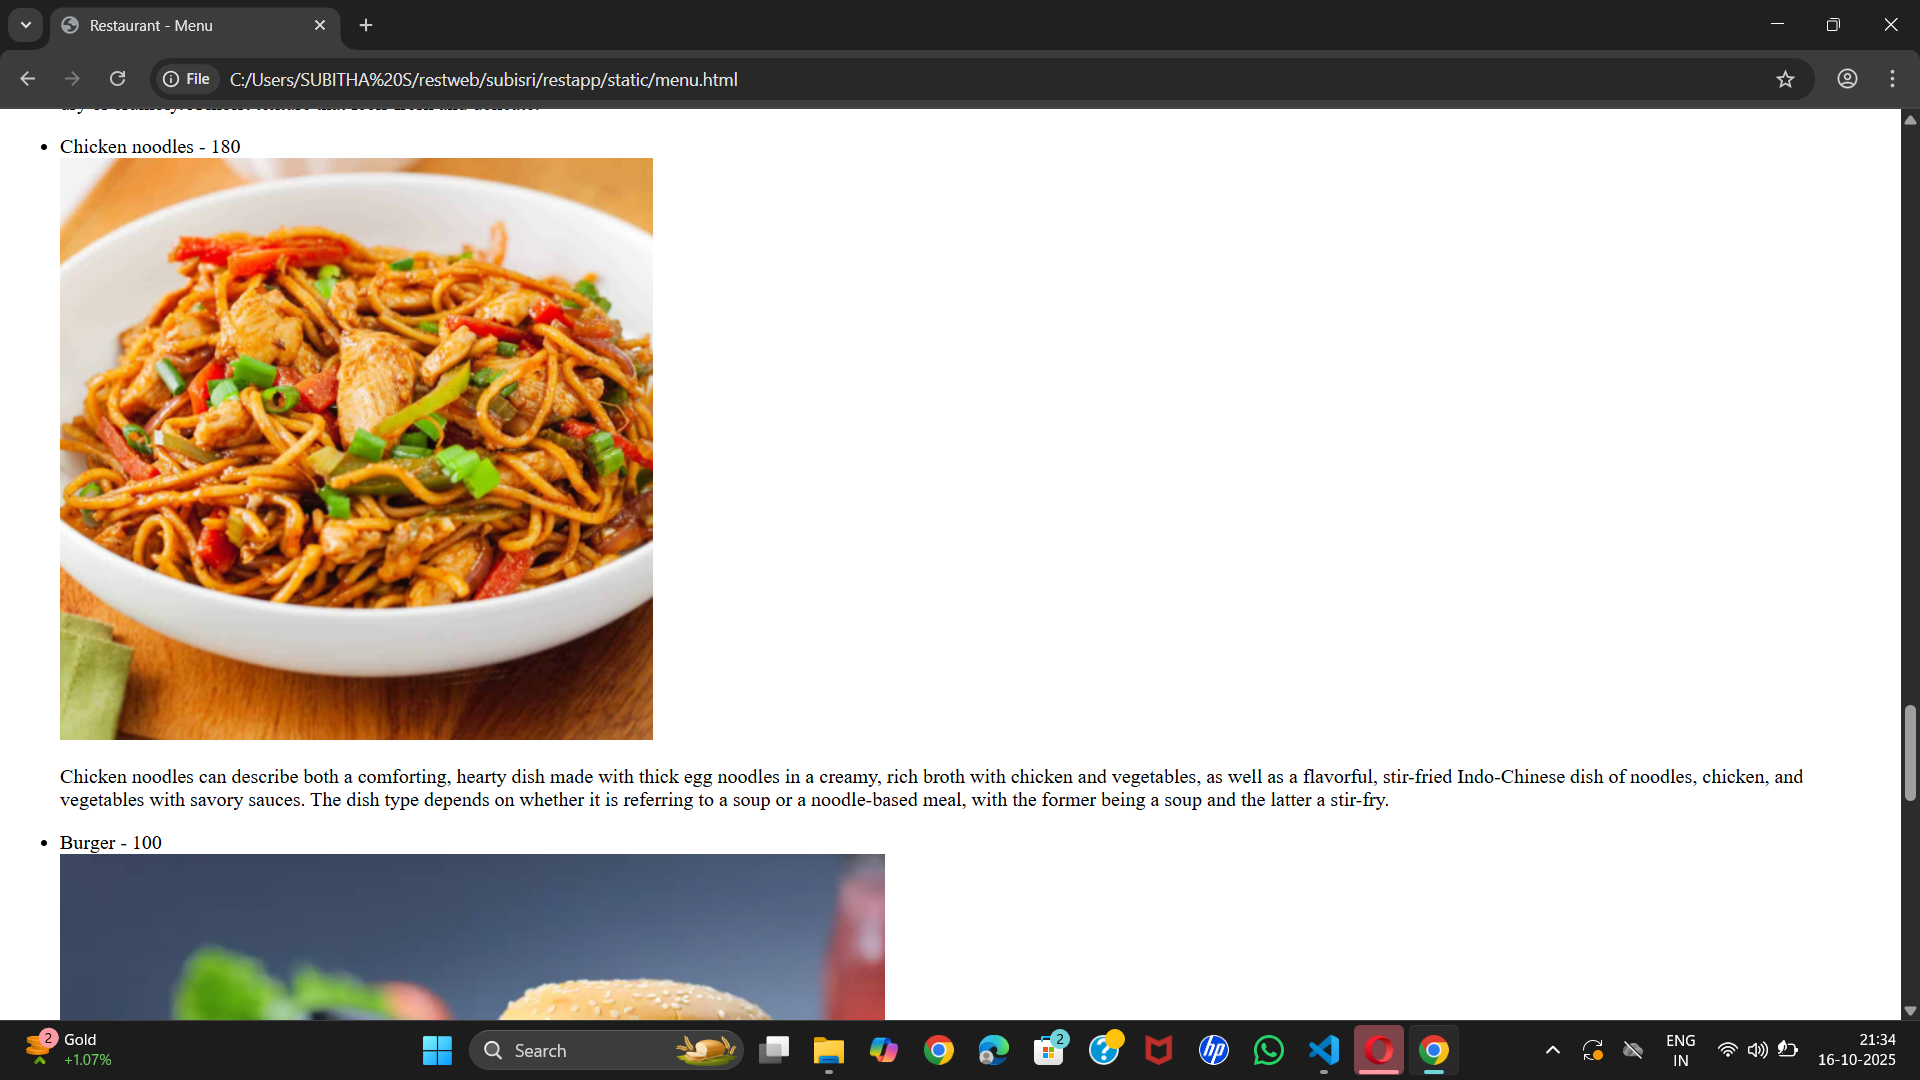 Restaurant - Menu
File
C:/Users/SUBITHA%20S/restweb/subisri/restapp/static/menu.html
Chicken noodles - 180
Chicken noodles can describe both a comforting, hearty dish made with thick egg noodles in a creamy, rich broth with chicken and vegetables, as well as a flavorful, stir-fried Indo-Chinese dish of noodles, chicken, and
vegetables with savory sauces. The dish type depends on whether it is referring to a soup or a noodle-based meal, with the former being a soup and the latter a stir-fry.
Burger - 100
2
Gold
+1.07%
Search
2
?
hp
ENG
IN
21:34
16-10-2025